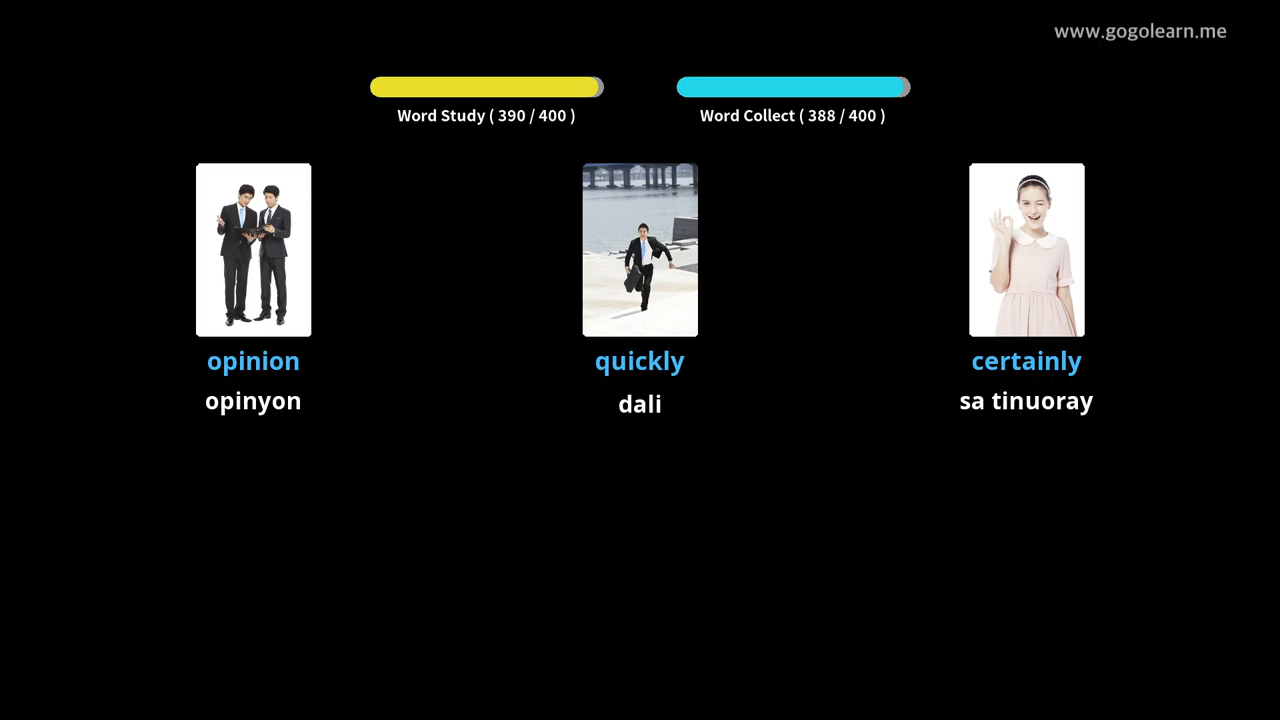 www.gogolearn.me
Word Study ( 390 / 400 )
Word Collect ( 388 / 400 )
opinion
quickly
certainly
opinyon
dali
sa tinuoray